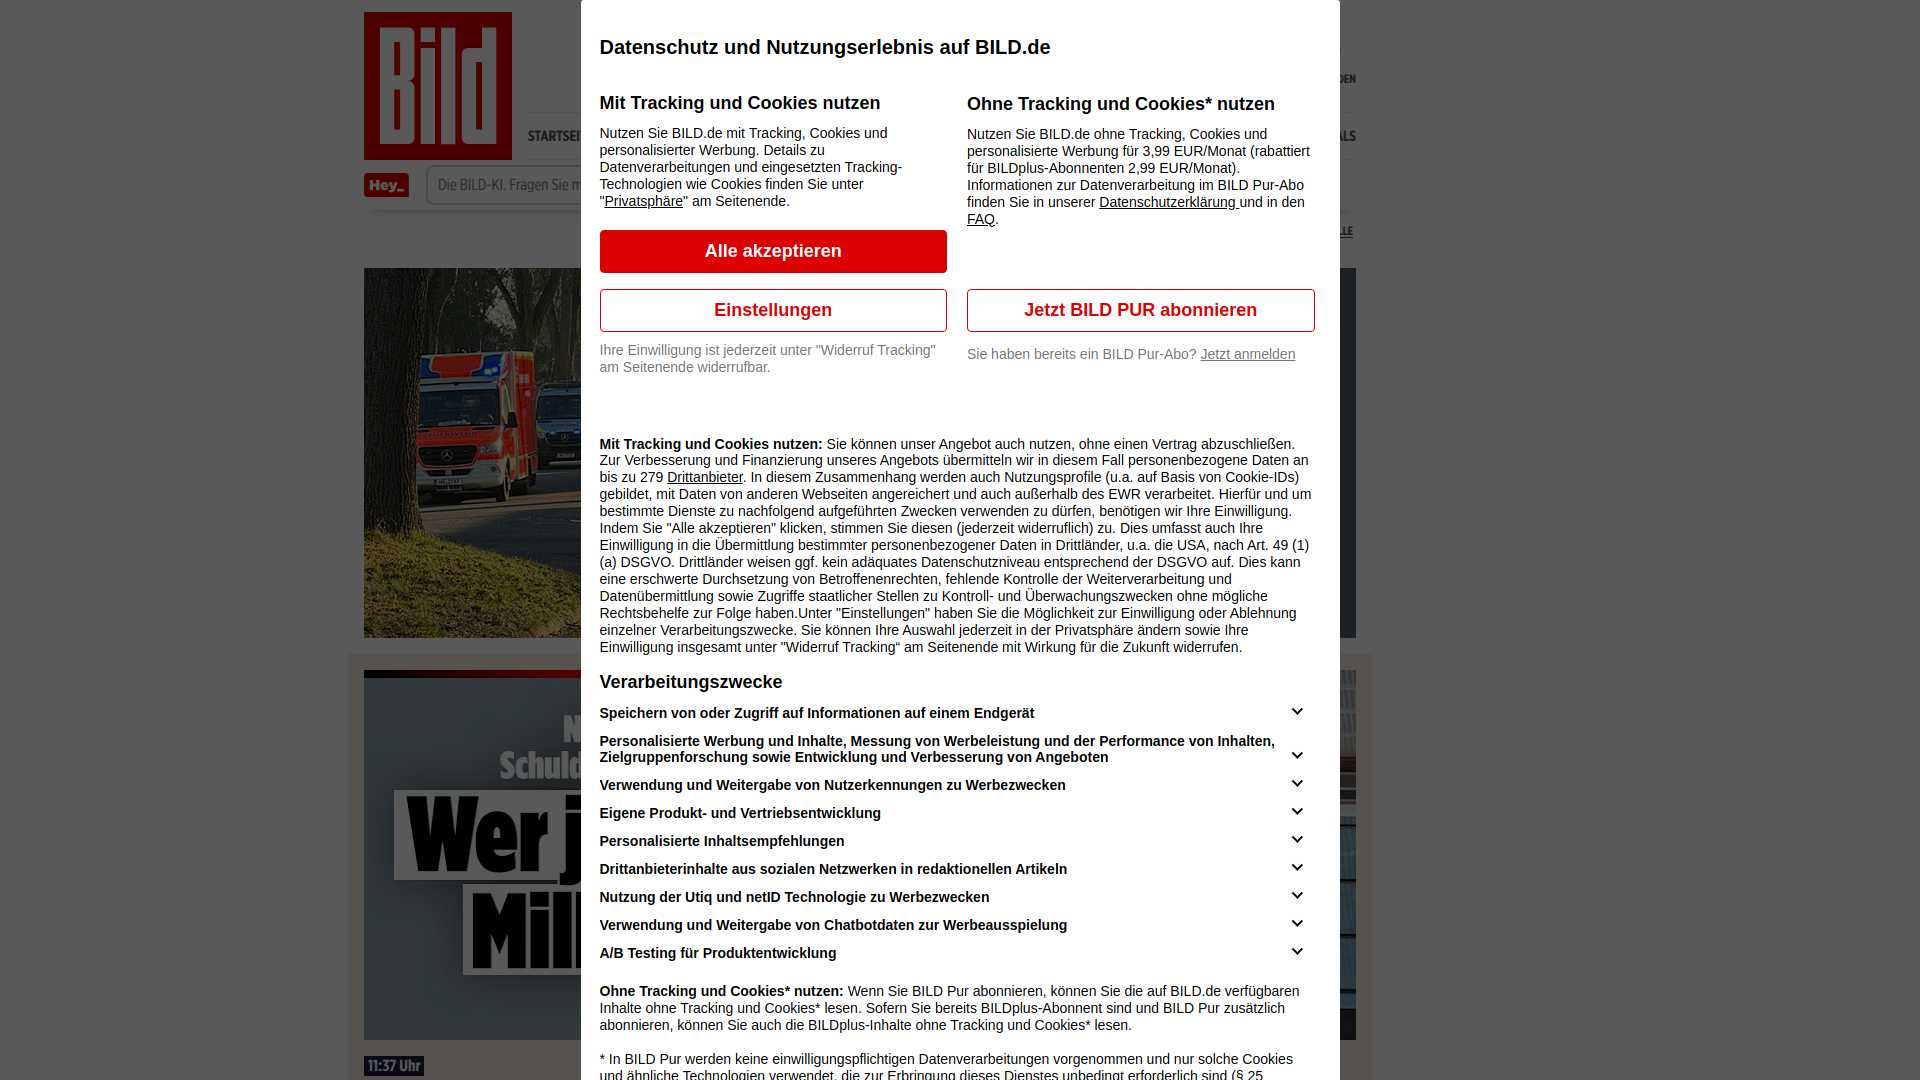 Bild
Datenschutz und Nutzungserlebnis auf BILD.de
Mit Tracking und Cookies nutzen
Nutzen Sie BILD.de mit Tracking, Cookies und
personalisierter Werbung. Details zu
Datenverarbeitungen und eingesetzten Tracking-
Technologien wie Cookies finden Sie unter
"Privatsphäre" am Seitenende.
Alle akzeptieren
Einstellungen
Ihre Einwilligung ist jederzeit unter "Widerruf Tracking"
am Seitenende widerrufbar.
Ohne Tracking und Cookies* nutzen
Nutzen Sie BILD.de ohne Tracking, Cookies und
personalisierte Werbung für 3,99 EUR/Monat (rabattiert
für BILDplus-Abonnenten 2,99 EUR/Monat).
Informationen zur Datenverarbeitung im BILD Pur-Abo
finden Sie in unserer Datenschutzerklärung und in den
FAQ.
Jetzt BILD PUR abonnieren
Sie haben bereits ein BILD Pur-Abo? Jetzt anmelden
Mit Tracking und Cookies nutzen: Sie können unser Angebot auch nutzen, ohne einen Vertrag abzuschließen.
Zur Verbesserung und Finanzierung unseres Angebots übermitteln wir in diesem Fall personenbezogene Daten an
bis zu 279 Drittanbieter. In diesem Zusammenhang werden auch Nutzungsprofile (u.a. auf Basis von Cookie-IDs)
gebildet, mit Daten von anderen Webseiten angereichert und auch außerhalb des EWR verarbeitet. Hierfür und um
bestimmte Dienste zu nachfolgend aufgeführten Zwecken verwenden zu dürfen, benötigen wir Ihre Einwilligung.
Indem Sie "Alle akzeptieren" klicken, stimmen Sie diesen (jederzeit widerruflich) zu. Dies umfasst auch Ihre
Einwilligung in die Übermittlung bestimmter personenbezogener Daten in Drittländer, u.a. die USA, nach Art. 49 (1)
(a) DSGVO. Drittländer weisen ggf. kein adäquates Datenschutzniveau entsprechend der DSGVO auf. Dies kann
eine erschwerte Durchsetzung von Betroffenenrechten, fehlende Kontrolle der Weiterverarbeitung und
Datenübermittlung sowie Zugriffe staatlicher Stellen zu Kontroll- und Überwachungszwecken ohne mögliche
Rechtsbehelfe zur Folge haben.Unter "Einstellungen" haben Sie die Möglichkeit zur Einwilligung oder Ablehnung
einzelner Verarbeitungszwecke. Sie können Ihre Auswahl jederzeit in der Privatsphäre ändern sowie Ihre
Einwilligung insgesamt unter "Widerruf Tracking“ am Seitenende mit Wirkung für die Zukunft widerrufen.
Verarbeitungszwecke
Speichern von oder Zugriff auf Informationen auf einem Endgerät
Personalisierte Werbung und Inhalte, Messung von Werbeleistung und der Performance von Inhalten,
Zielgruppenforschung sowie Entwicklung und Verbesserung von Angeboten
Verwendung und Weitergabe von Nutzerkennungen zu Werbezwecken
Eigene Produkt- und Vertriebsentwicklung
Personalisierte Inhaltsempfehlungen
Drittanbieterinhalte aus sozialen Netzwerken in redaktionellen Artikeln
Nutzung der Utiq und netID Technologie zu Werbezwecken
Verwendung und Weitergabe von Chatbotdaten zur Werbeausspielung
A/B Testing für Produktentwicklung
Ohne Tracking und Cookies* nutzen: Wenn Sie BILD Pur abonnieren, können Sie die auf BILD.de verfügbaren
Inhalte ohne Tracking und Cookies* lesen. Sofern Sie bereits BILDplus-Abonnent sind und BILD Pur zusätzlich
abonnieren, können Sie auch die BILDplus-Inhalte ohne Tracking und Cookies* lesen.
* In BILD Pur werden keine einwilligungspflichtigen Datenverarbeitungen vorgenommen und nur solche Cookies
und ähnliche Technologien verwendet, die zur Erbringung dieses Dienstes unbedingt erforderlich sind (§ 25
STARTSEI
Hey_
Die BILD-KI. Fragen Sie m
Schuld
Wer j
Mil
11:37 Uhr